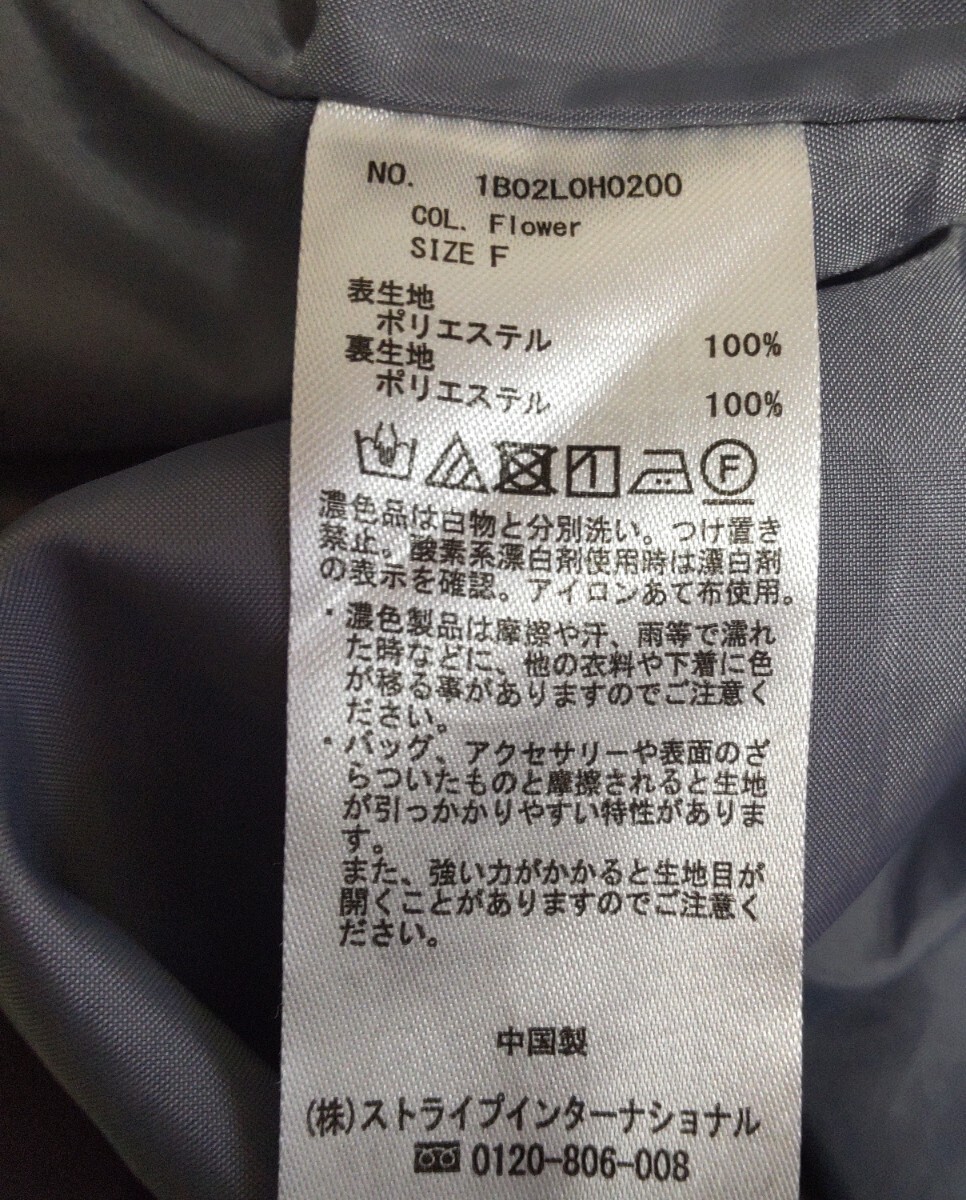 NO. 1B02L0H0200
COL. Flower
SIZE F
表生地
ポリエステル 100%
裏生地
ポリエステル 100%
F
濃色品は白物と分別洗い。つけ置き
禁止。酸素系漂白剤使用時は漂白剤
の表示を確認。アイロンあて布使用。
・濃色製品は摩擦や汗、雨等で濡れ
た時などに、他の衣料や下着に色
が移る事がありますのでご注意く
ださい。
・バッグ、アクセサリーや表面のざ
らついたものと摩擦されると生地
が引っかかりやすい特性がありま
す。
また、強い力がかかると生地目が
開くことがありますのでご注意く
ださい。
中国製
(株)ストライプインターナショナル
0120-806-008